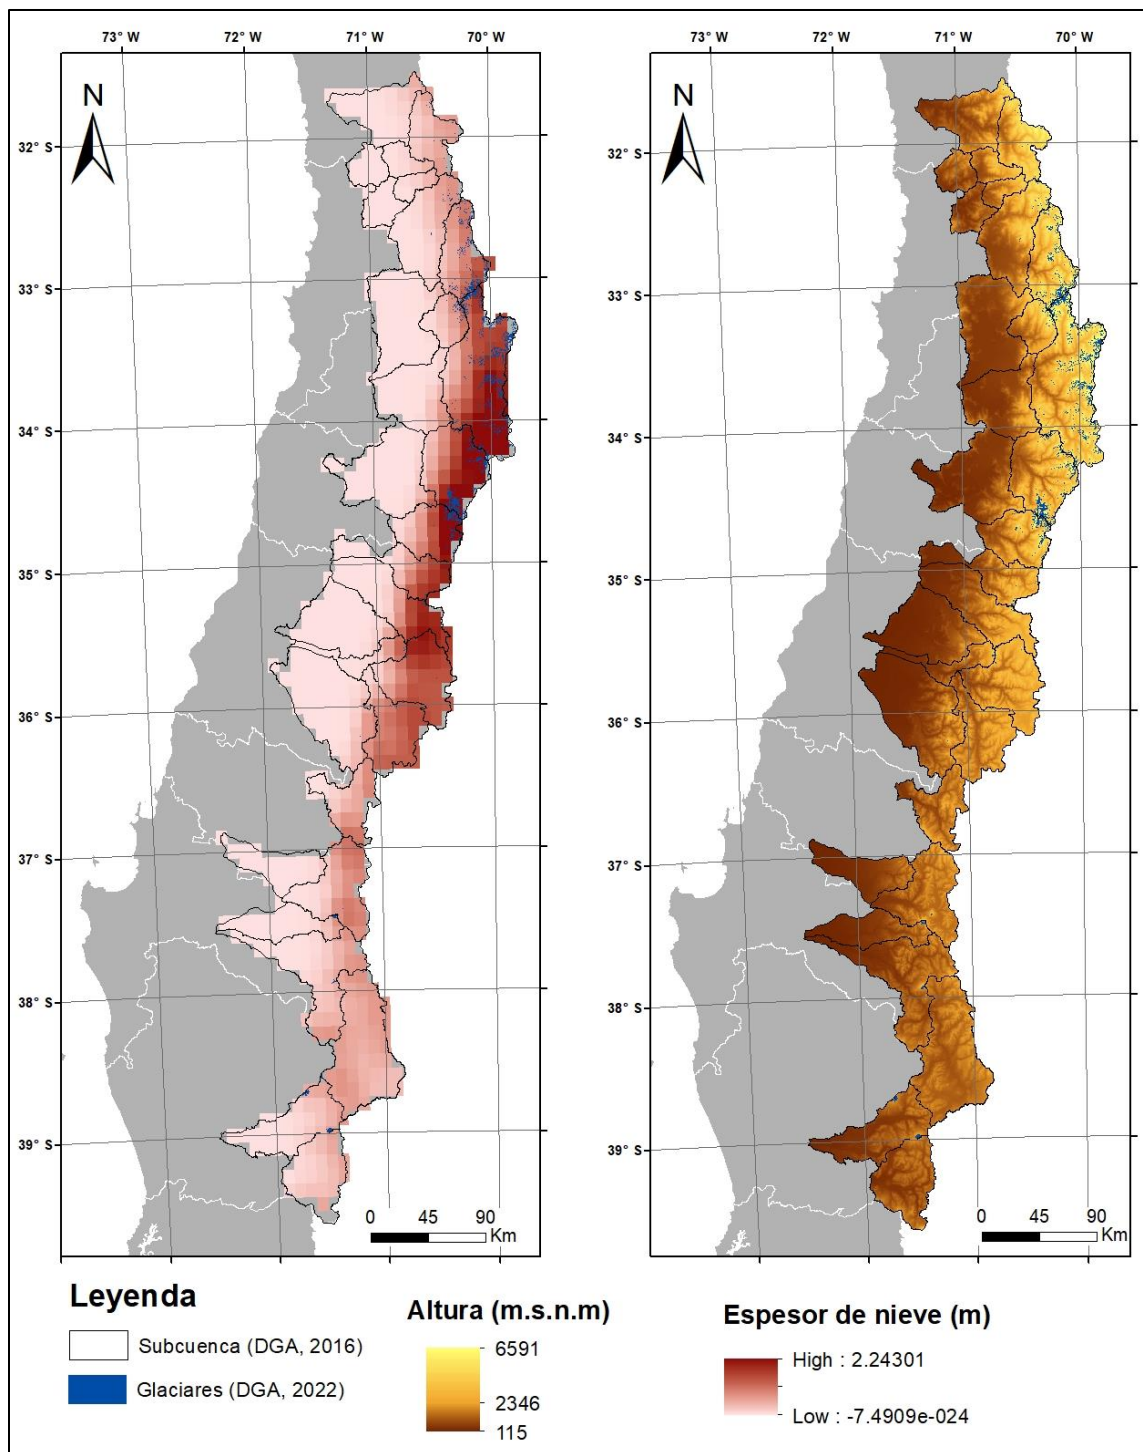 73° W 72° W 71° W 70° W
73° W 72° W 71° W 70° W
N
N
32° S
32° S
33° S
33° S
34° S
34° S
35° S
35° S
36° S
36° S
37° S
37° S
38° S
38° S
39° S
39° S
0 45 90
Km
0 45 90
Km
Leyenda
Subcuenca (DGA, 2016)
Glaciares (DGA, 2022)
Altura (m.s.n.m)
6591
2346
115
Espesor de nieve (m)
High : 2.24301
Low : -7.4909e-024